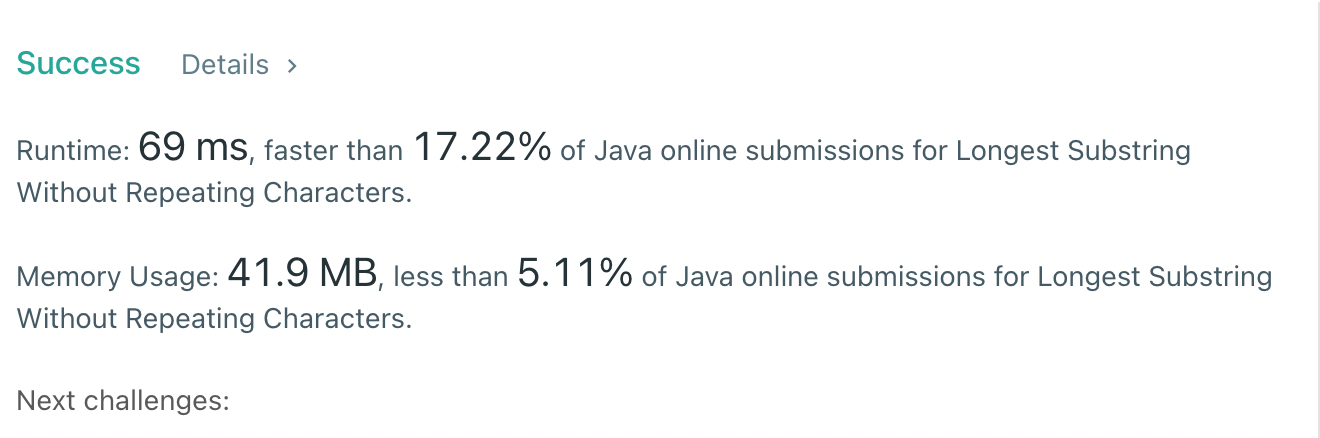 Success Details >
Runtime: 69 ms, faster than 17.22% of Java online submissions for Longest Substring
Without Repeating Characters.
Memory Usage: 41.9 MB, less than 5.11% of Java online submissions for Longest Substring
Without Repeating Characters.
Next challenges: